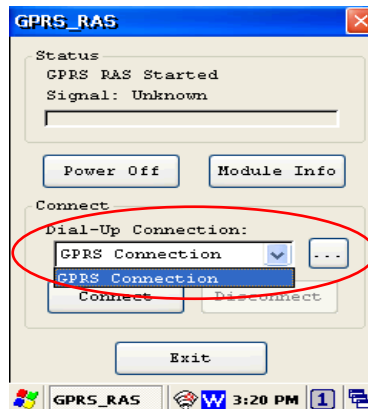 GPRS_RAS
Status
GPRS RAS Started
Signal: Unknown
Power Off Module Info
Connect
Dial-Up Connection:
GPRS Connection ...
GPRS Connection
Connect Disconnect
Exit
GPRS_RAS W 3:20 PM 1